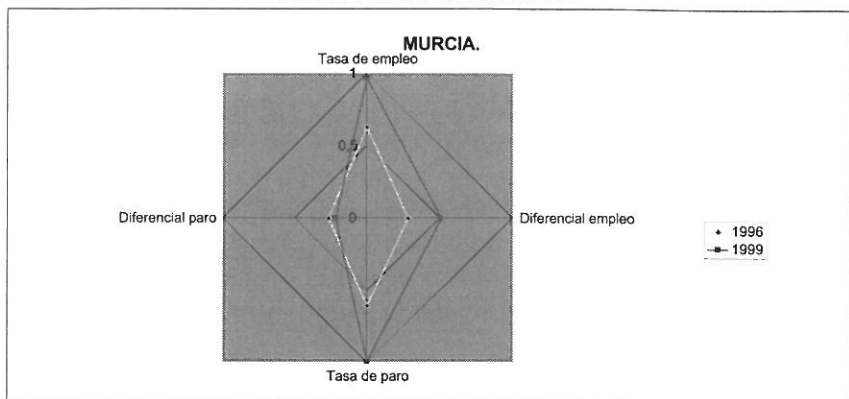 MURCIA.
Tasa de empleo
1
0,5
Diferencial paro
0
Diferencial empleo
1996
1999
Tasa de paro